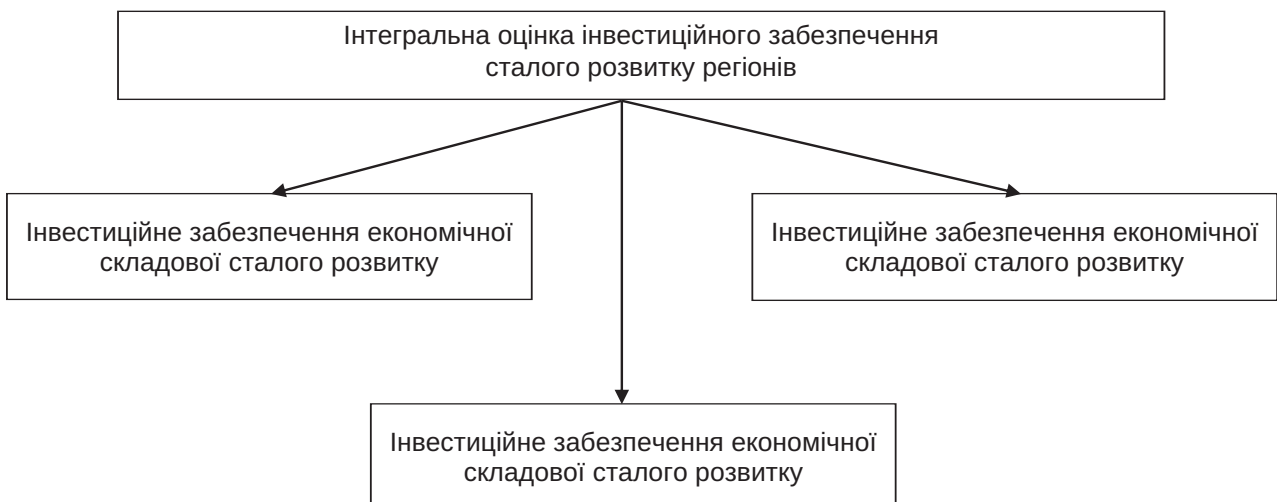 Інтегральна оцінка інвестиційного забезпечення
сталого розвитку регіонів
Інвестиційне забезпечення економічної
складової сталого розвитку
Інвестиційне забезпечення економічної
складової сталого розвитку
Інвестиційне забезпечення економічної
складової сталого розвитку